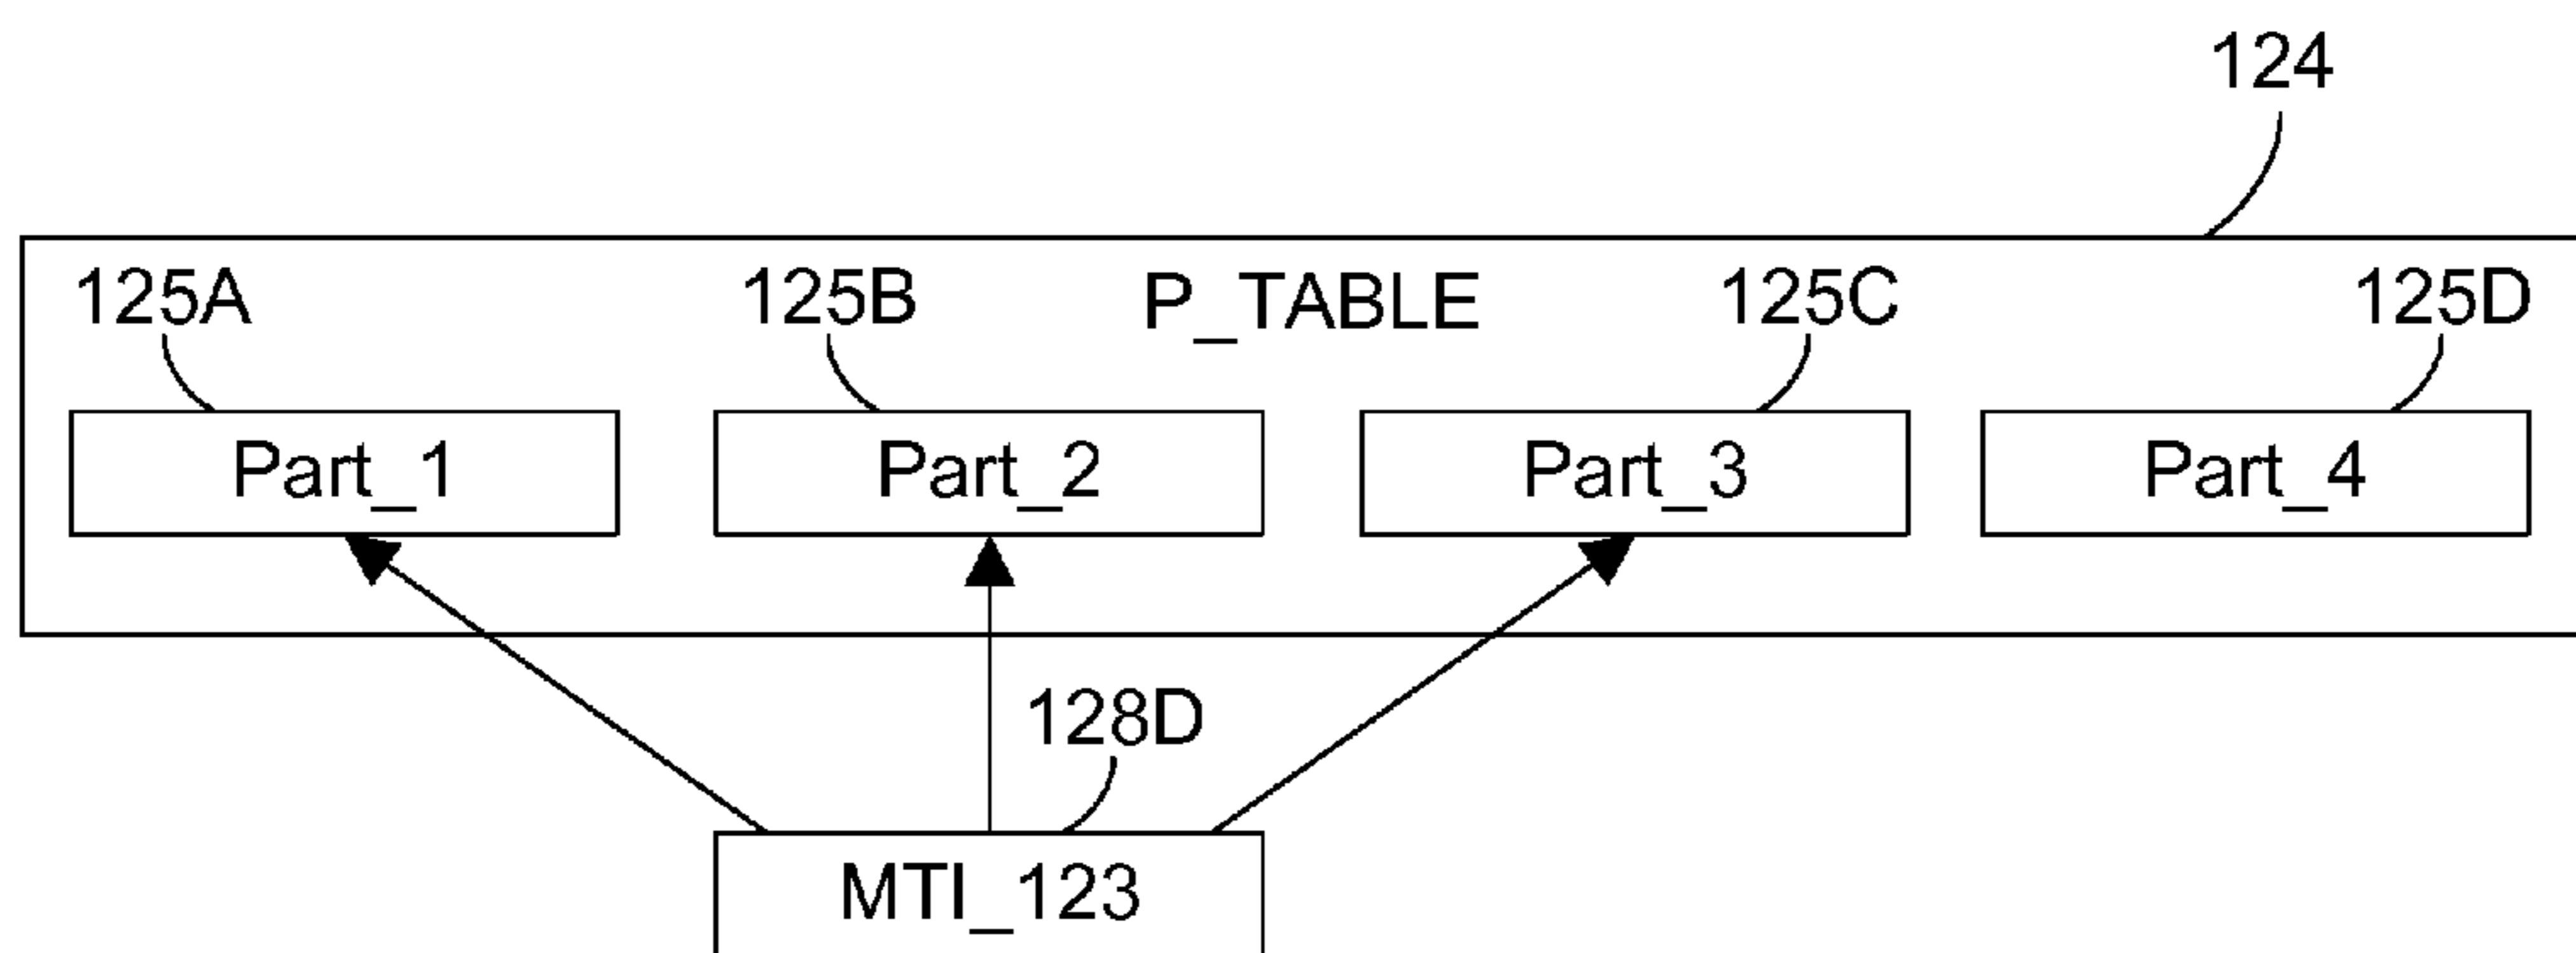 124
125A 125B P_TABLE 125C 125D
Part_1 Part_2 Part_3 Part_4
128D
MTI_123